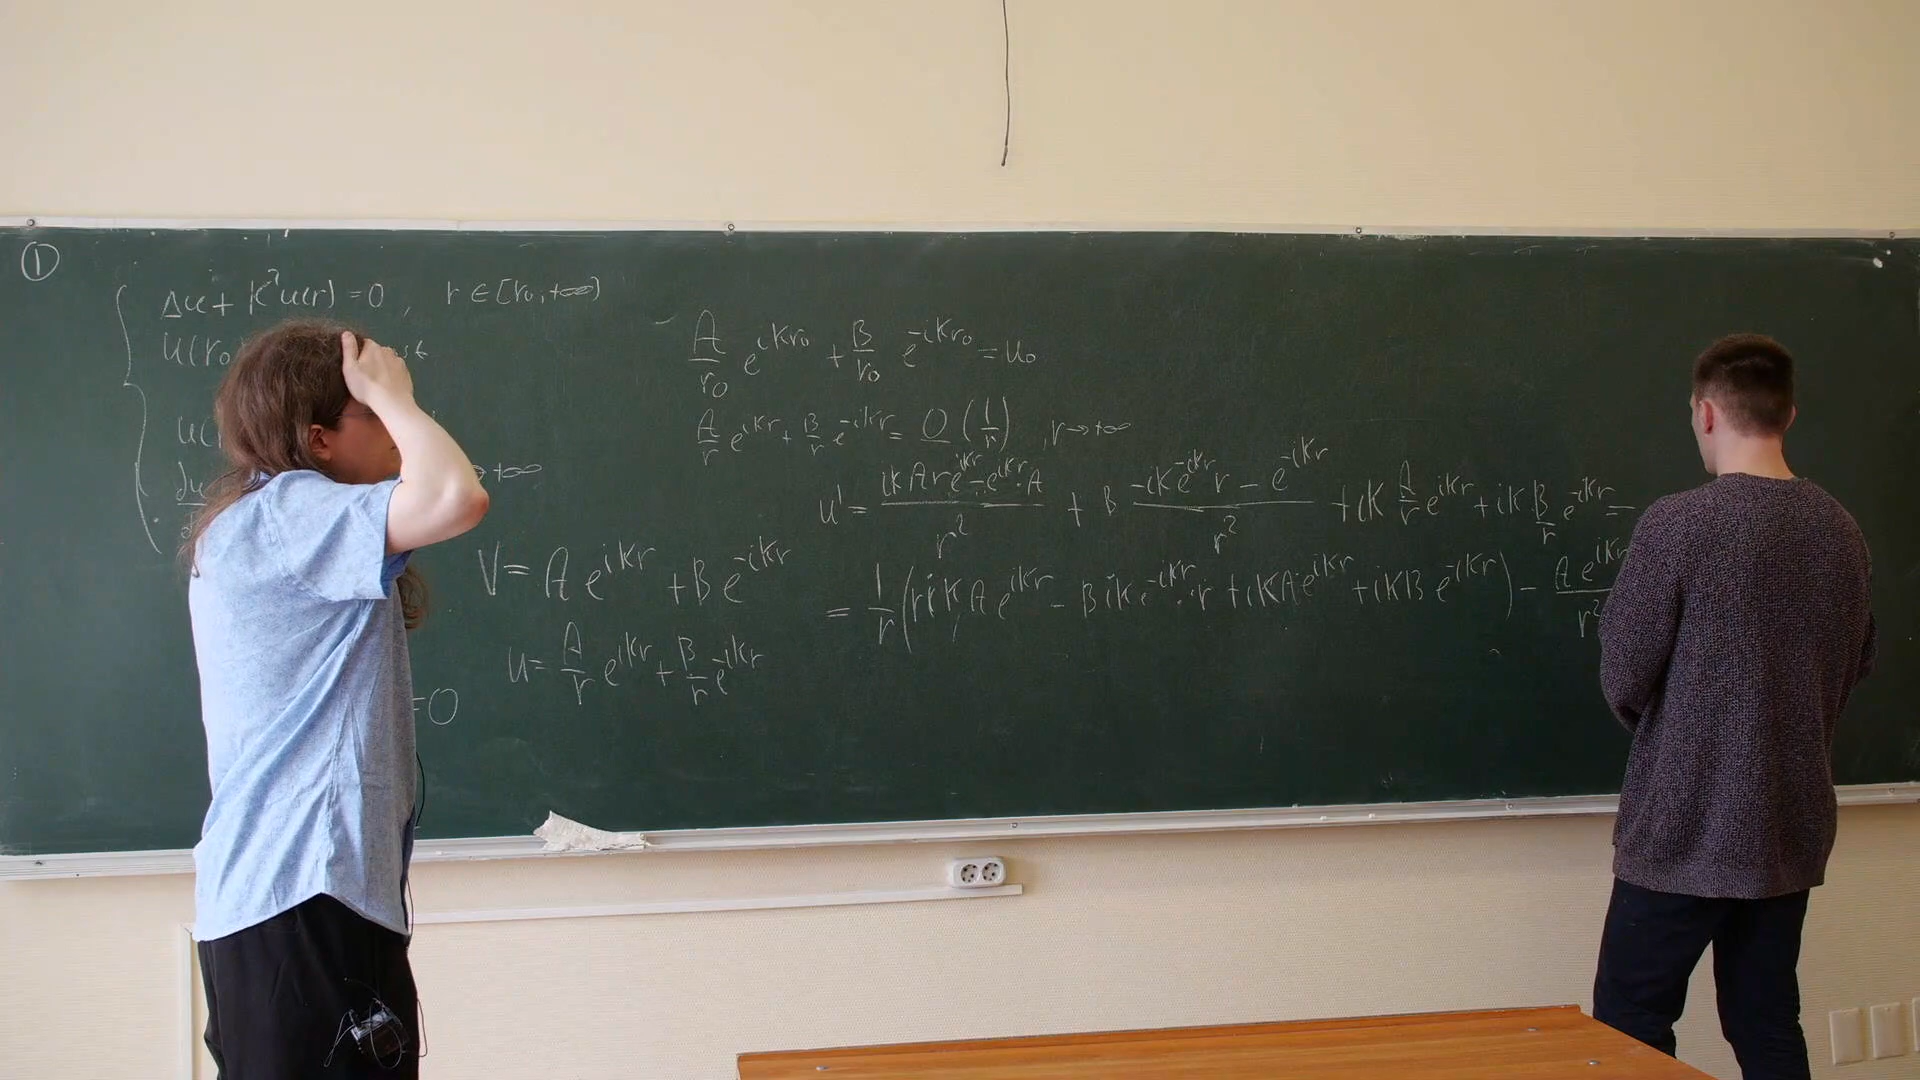 ①
Δu + k²u(r) = 0 , r ∈ [r₀, +∞)
u(r₀
u(
du
→ +∞
= 0
V = A e^{ikr} + B e^{-ikr}
u = A/r e^{ikr} + B/r e^{-ikr}
A/r₀ e^{ikr₀} + B/r₀ e^{-ikr₀} = u₀
A/r e^{ikr} + B/r e^{-ikr} = O (1/r) , r → +∞
u' = (ikAre^{ikr} - e^{ikr}·A)/r² + B (-ike^{-ikr}r - e^{-ikr})/r² + ik A/r e^{ikr} + ik B/r e^{-ikr} =
= 1/r (rikAe^{ikr} - Bike^{-ikr}·r + ikAe^{ikr} + ikBe^{-ikr}) - Ae^{ikr}/r²